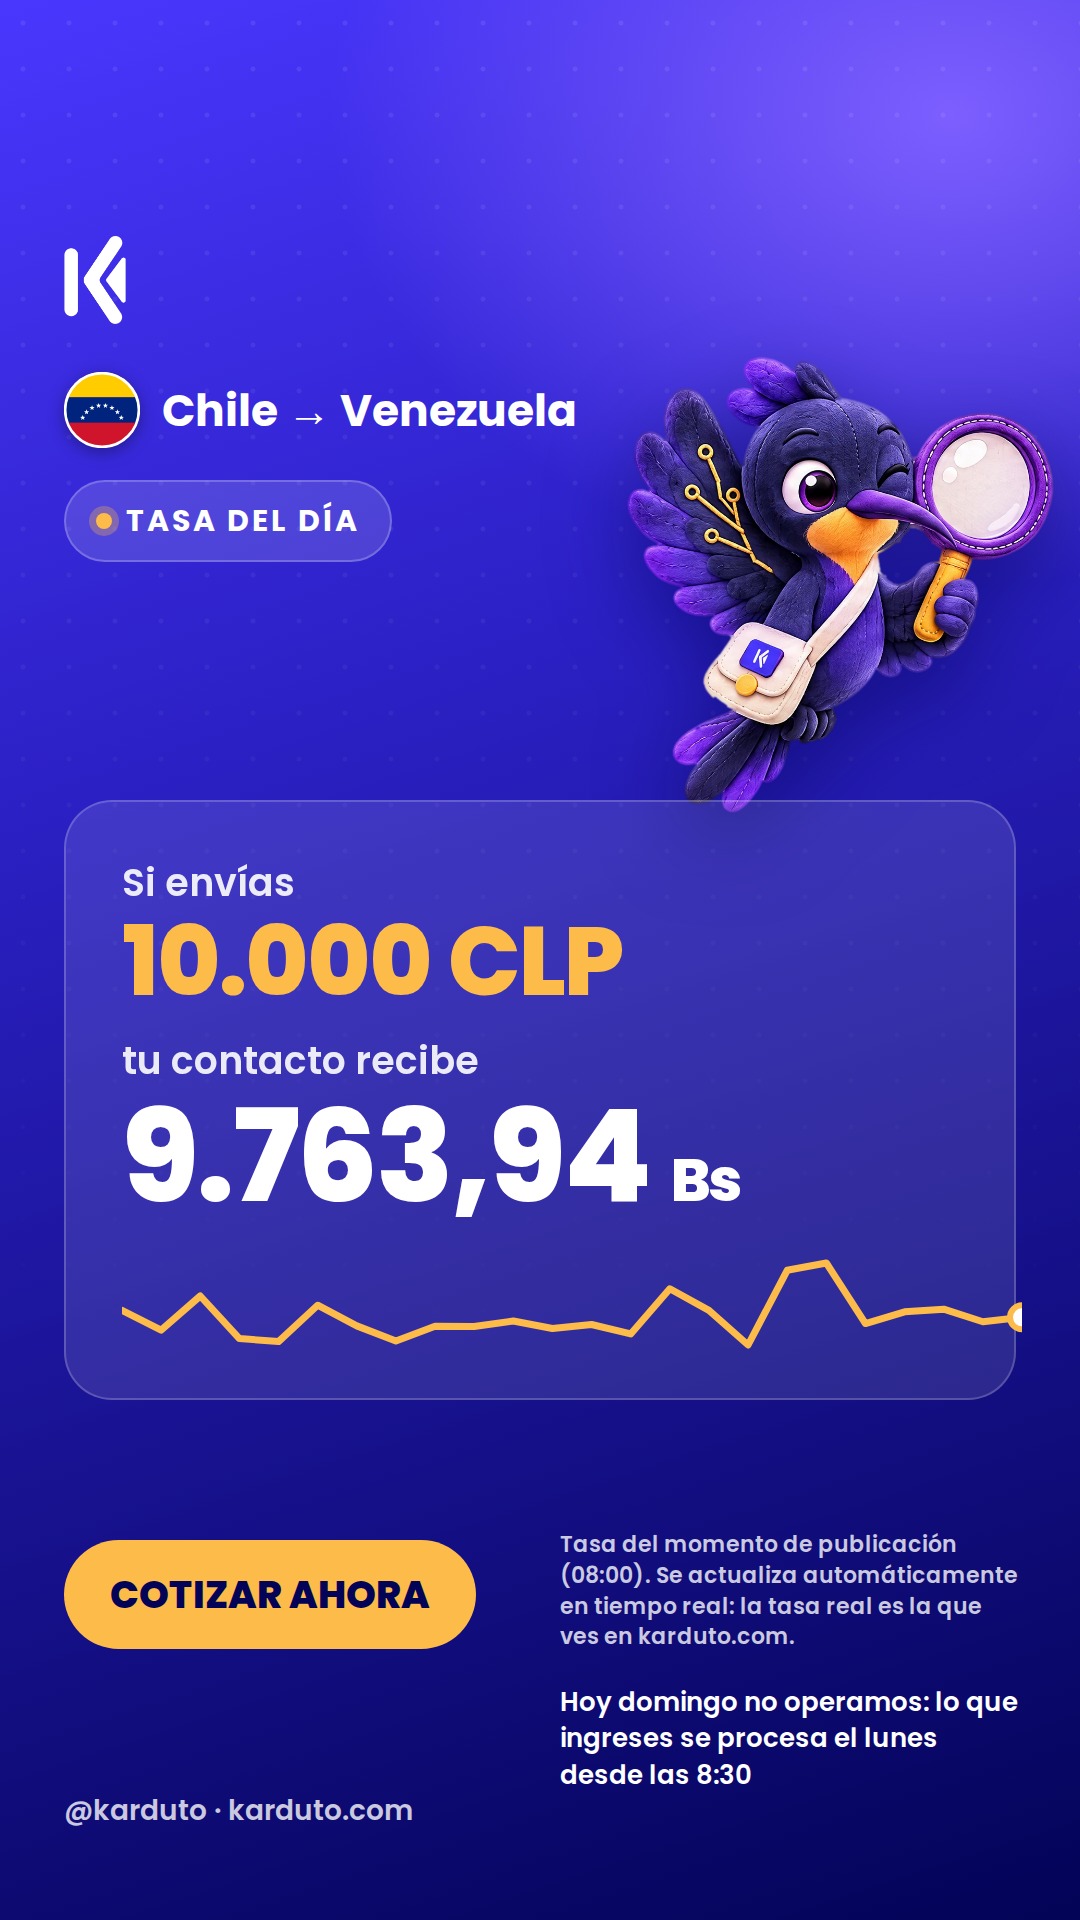 Chile → Venezuela
TASA DEL DÍA
Si envías
10.000 CLP
tu contacto recibe
9.763,94 Bs
COTIZAR AHORA
Tasa del momento de publicación
(08:00). Se actualiza automáticamente
en tiempo real: la tasa real es la que
ves en karduto.com.
Hoy domingo no operamos: lo que
ingreses se procesa el lunes
desde las 8:30
@karduto · karduto.com